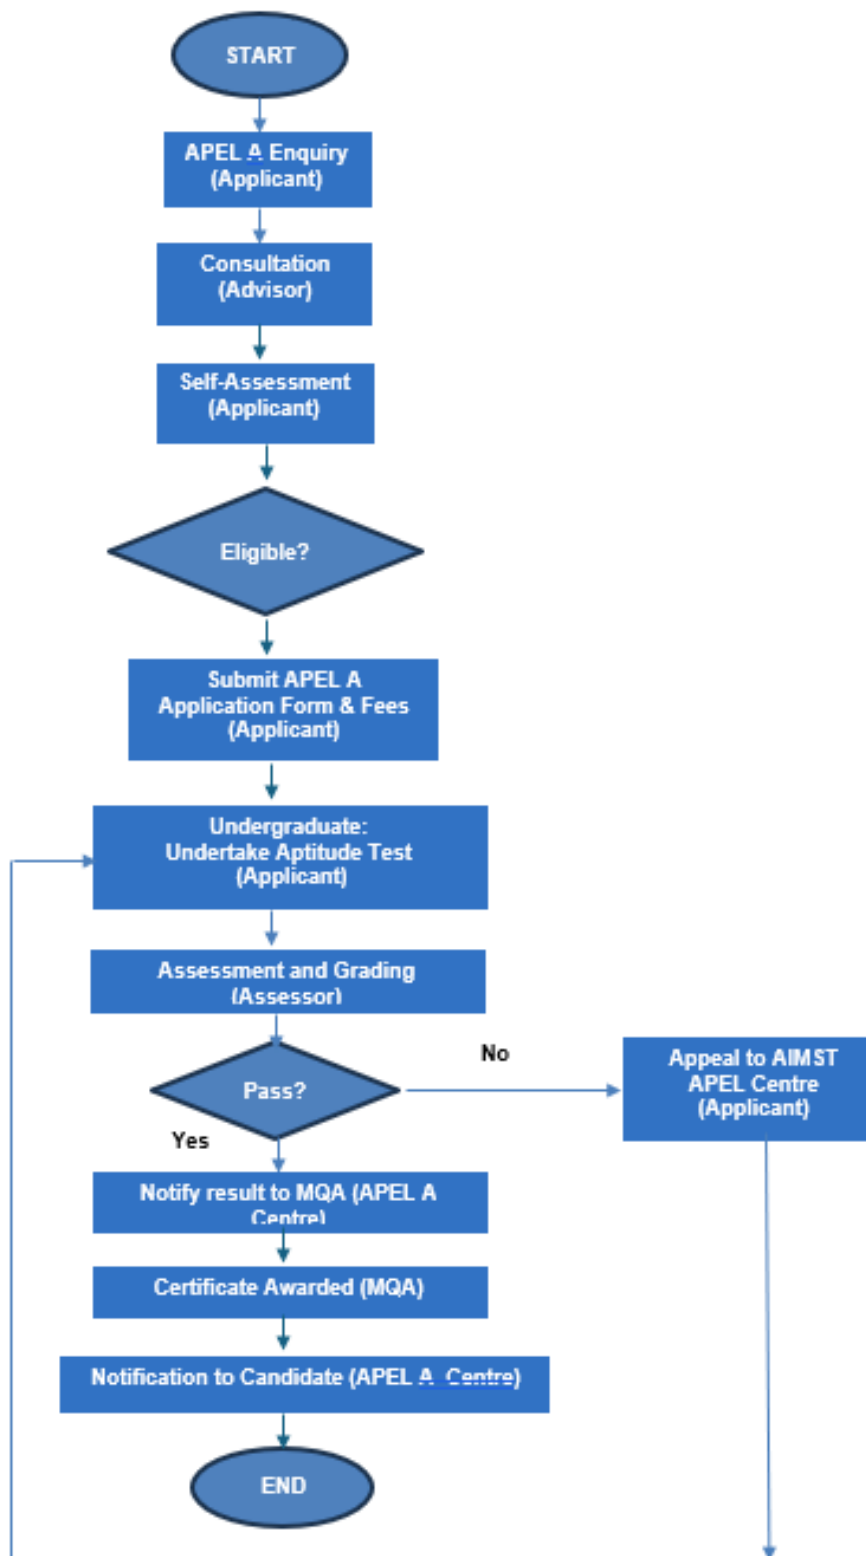 START
APEL A Enquiry
(Applicant)
Consultation
(Advisor)
Self-Assessment
(Applicant)
Eligible?
Submit APEL A
Application Form & Fees
(Applicant)
Undergraduate:
Undertake Aptitude Test
(Applicant)
Assessment and Grading
(Assessor)
Pass?
No
Appeal to AIMST
APEL Centre
(Applicant)
Yes
Notify result to MQA (APEL A
Centre)
Certificate Awarded (MQA)
Notification to Candidate (APEL A Centre)
END